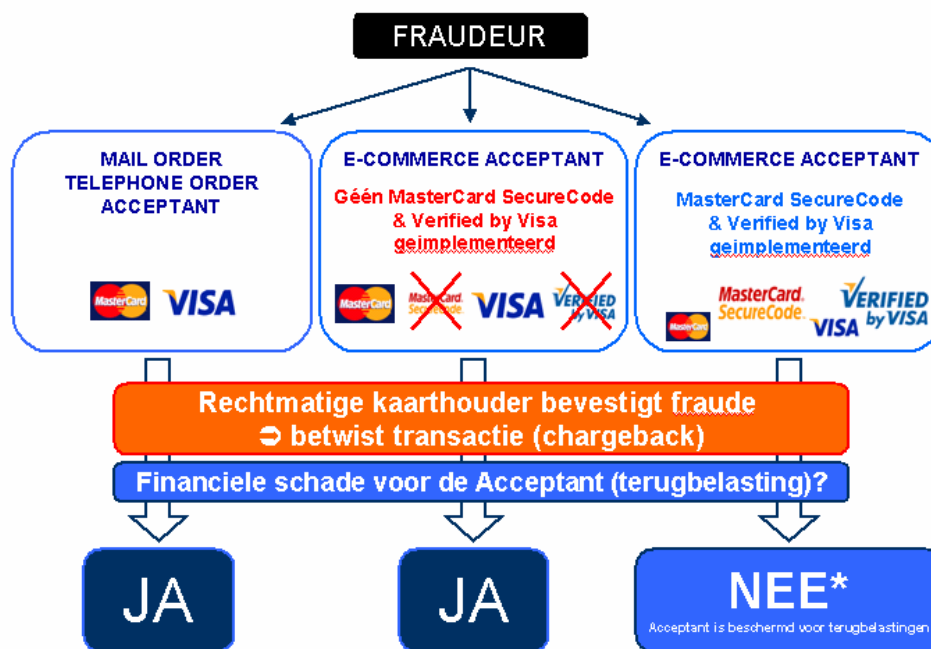 FRAUDEUR
MAIL ORDER
TELEPHONE ORDER
ACCEPTANT
MasterCard VISA
E-COMMERCE ACCEPTANT
Géén MasterCard SecureCode
& Verified by Visa
geimplementeerd
MasterCard MasterCard. SecureCode. VISA VERIFIED by VISA
E-COMMERCE ACCEPTANT
MasterCard SecureCode
& Verified by Visa
geimplementeerd
MasterCard MasterCard. SecureCode. VISA VERIFIED by VISA
Rechtmatige kaarthouder bevestigt fraude
➲ betwist transactie (chargeback)
Financiele schade voor de Acceptant (terugbelasting)?
JA
JA
NEE*
Acceptant is beschermd voor terugbelastingen